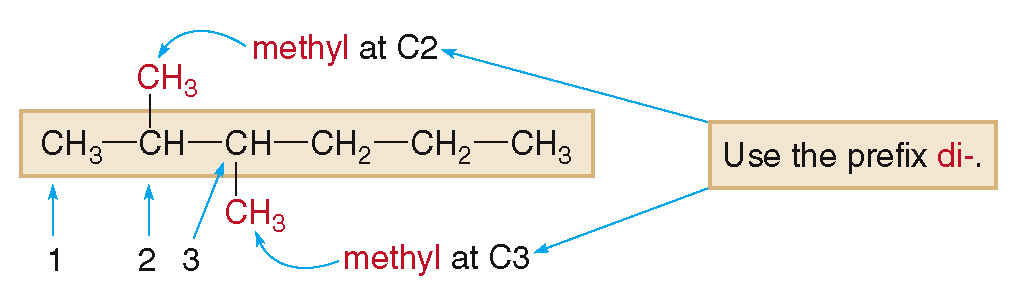 methyl at C2
CH₃
CH₃—CH—CH—CH₂—CH₂—CH₃
Use the prefix di-.
CH₃
1 2 3
methyl at C3